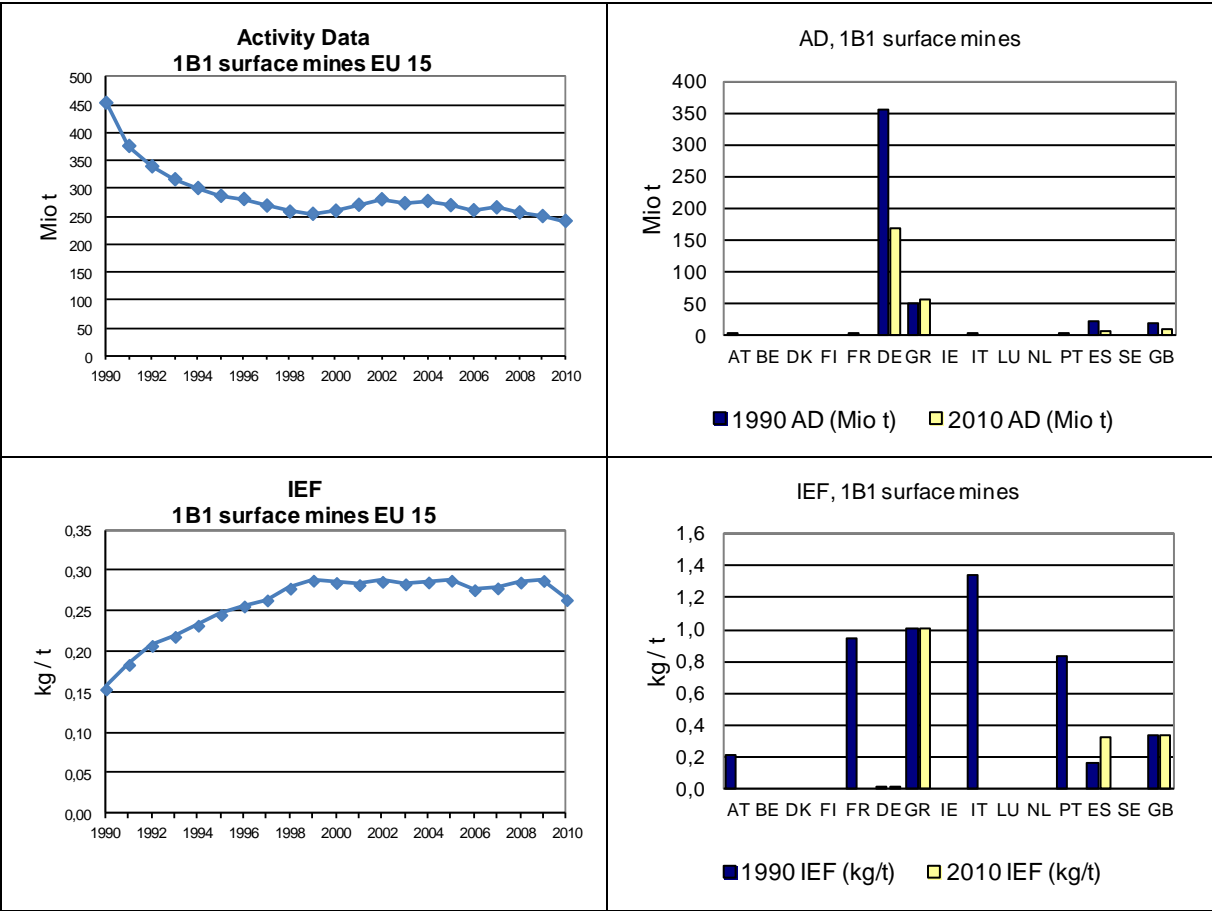 Activity Data
1B1 surface mines EU 15
Mio t
500
450
400
350
300
250
200
150
100
50
0
1990 1992 1994 1996 1998 2000 2002 2004 2006 2008 2010
AD, 1B1 surface mines
Mio t
400
350
300
250
200
150
100
50
0
AT BE DK FI FR DE GR IE IT LU NL PT ES SE GB
1990 AD (Mio t) 2010 AD (Mio t)
IEF
1B1 surface mines EU 15
kg / t
0,35
0,30
0,25
0,20
0,15
0,10
0,05
0,00
1990 1992 1994 1996 1998 2000 2002 2004 2006 2008 2010
IEF, 1B1 surface mines
kg / t
1,6
1,4
1,2
1,0
0,8
0,6
0,4
0,2
0,0
AT BE DK FI FR DE GR IE IT LU NL PT ES SE GB
1990 IEF (kg/t) 2010 IEF (kg/t)